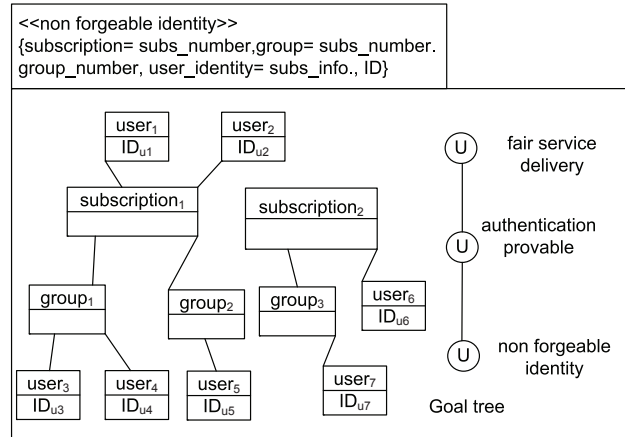 <<non forgeable identity>>
{subscription= subs_number,group= subs_number.
group_number, user_identity= subs_info., ID}
user1
IDu1
user2
IDu2
subscription1
subscription2
group1
group2
group3
user6
IDu6
user3
IDu3
user4
IDu4
user5
IDu5
user7
IDu7
U
fair service
delivery
U
authentication
provable
U
non forgeable
identity
Goal tree